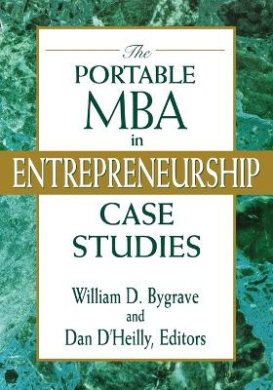 The
PORTABLE
MBA
in
ENTREPRENEURSHIP
CASE
STUDIES
William D. Bygrave
and
Dan D'Heilly, Editors